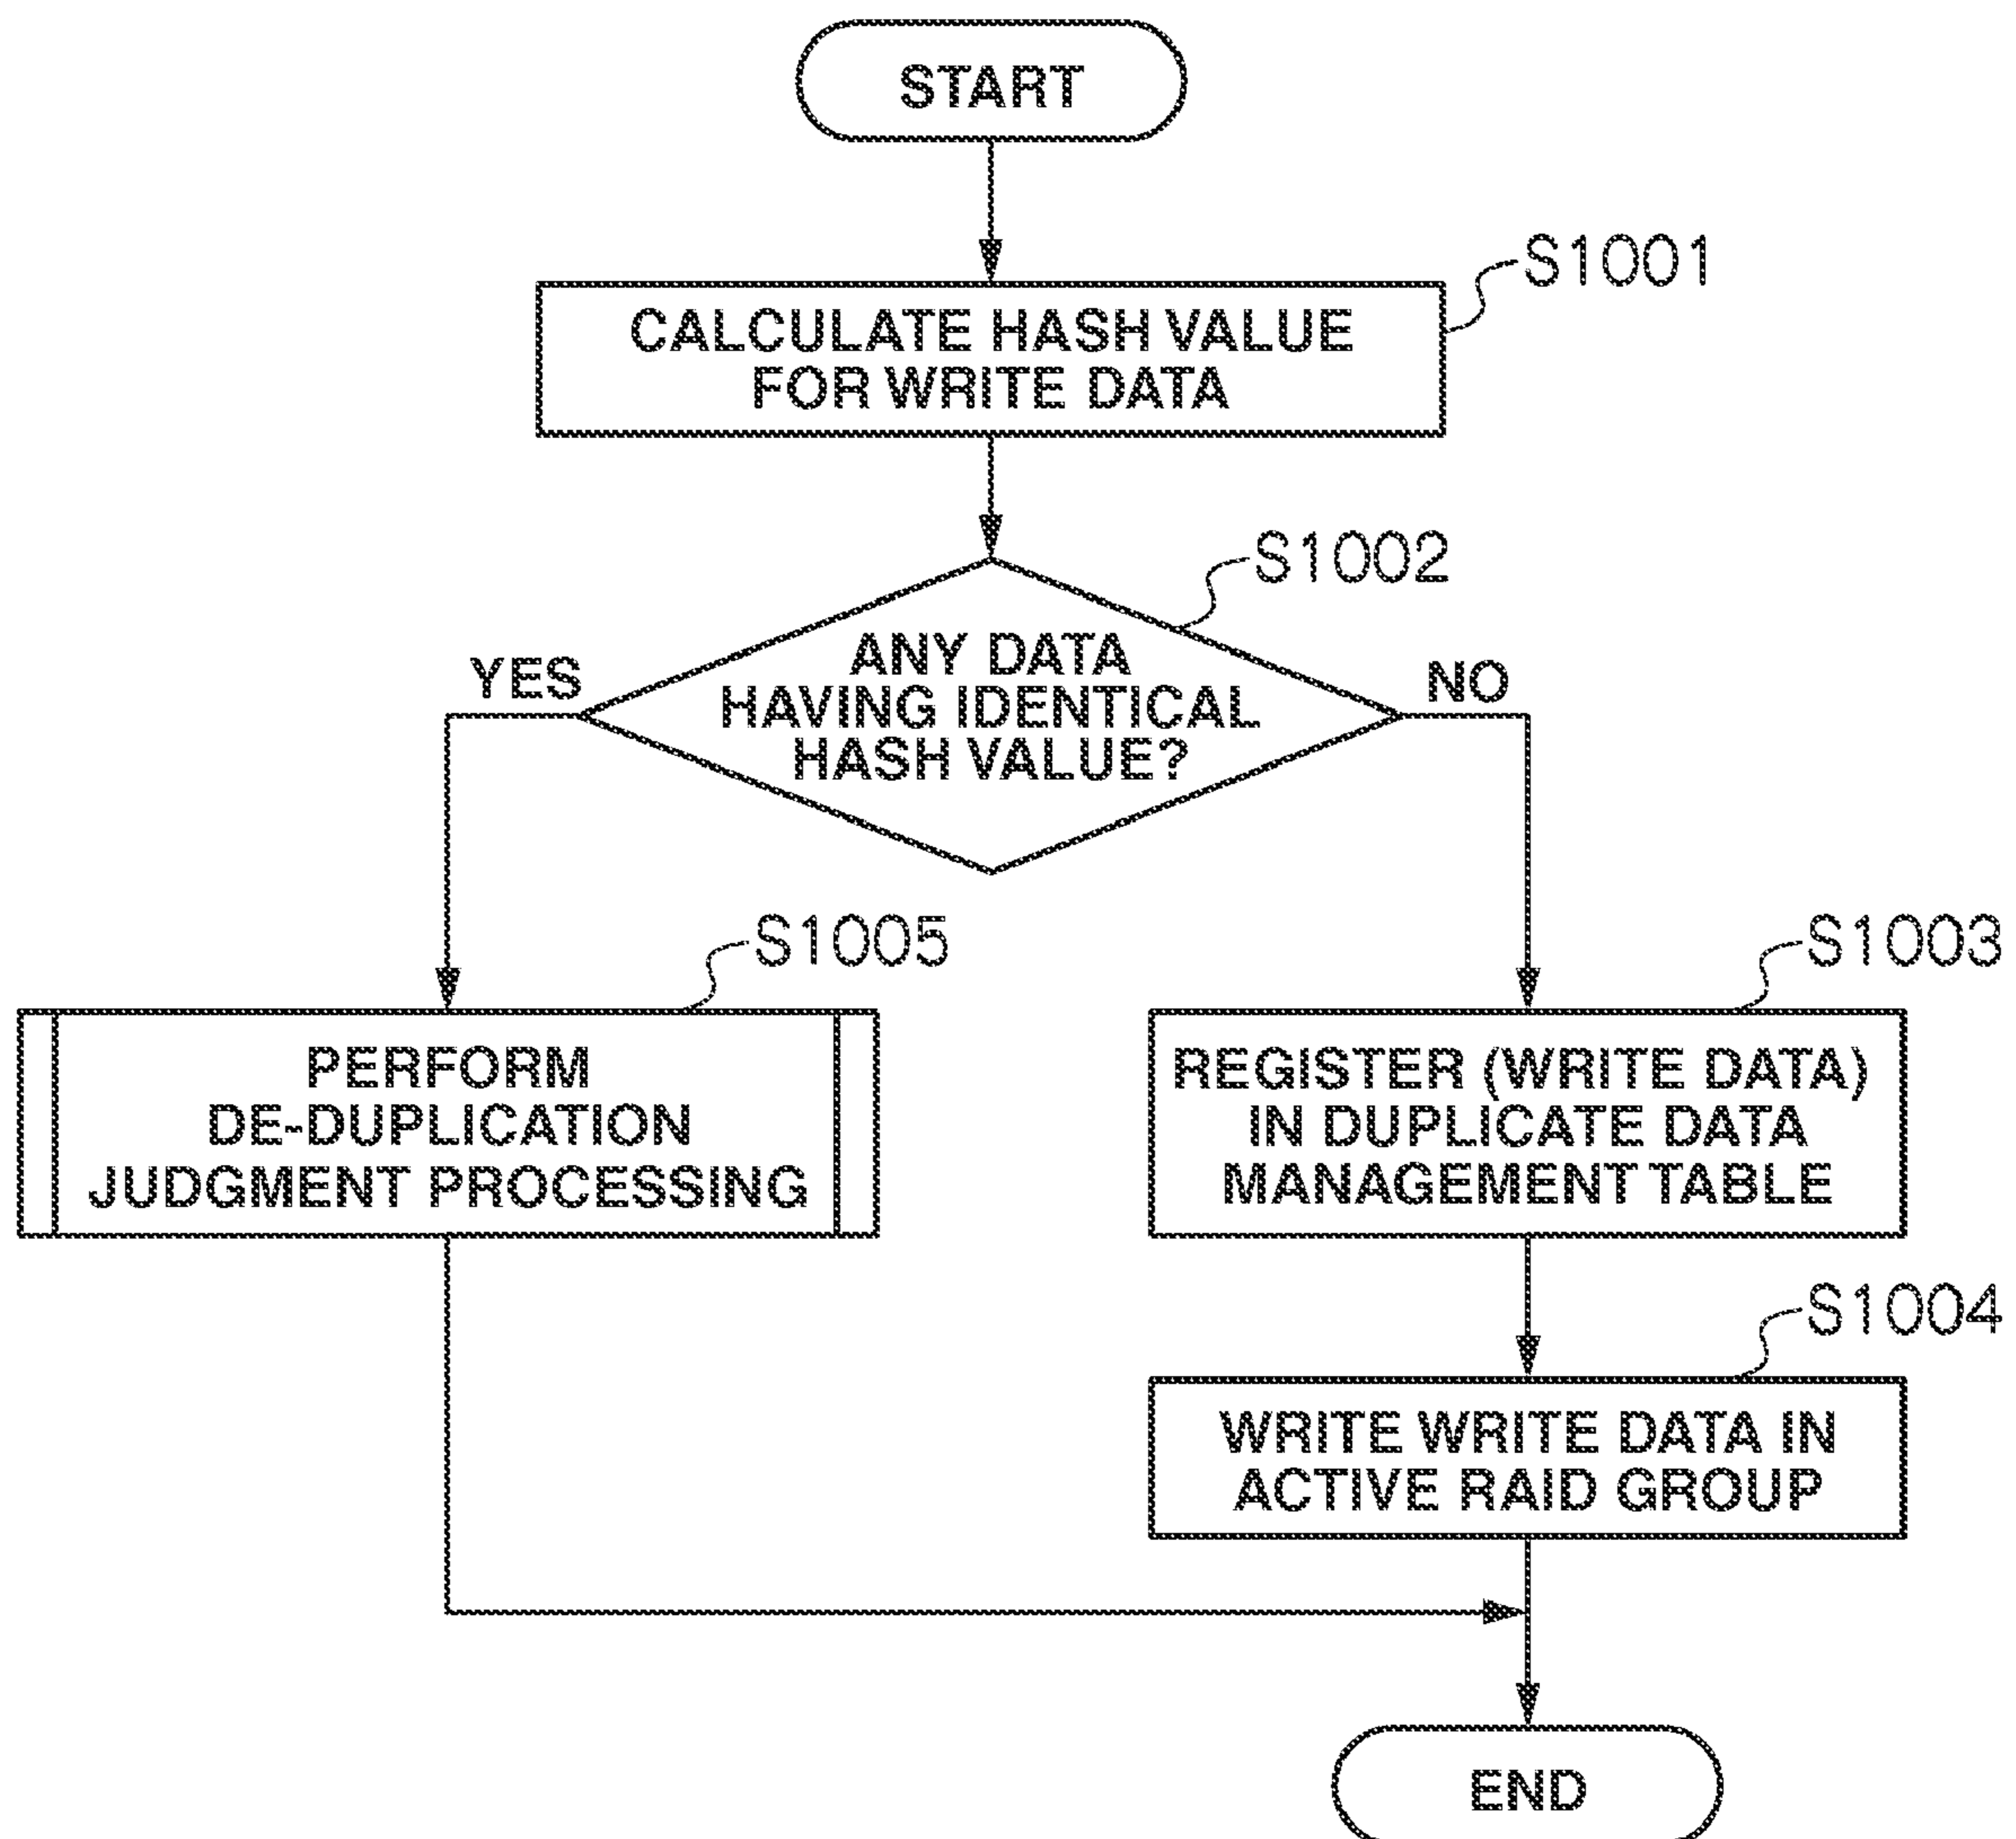 START
S1001
CALCULATE HASH VALUE
FOR WRITE DATA
S1002
ANY DATA
HAVING IDENTICAL
HASH VALUE?
YES
NO
S1005
PERFORM
DE-DUPLICATION
JUDGMENT PROCESSING
S1003
REGISTER (WRITE DATA)
IN DUPLICATE DATA
MANAGEMENT TABLE
S1004
WRITE WRITE DATA IN
ACTIVE RAID GROUP
END